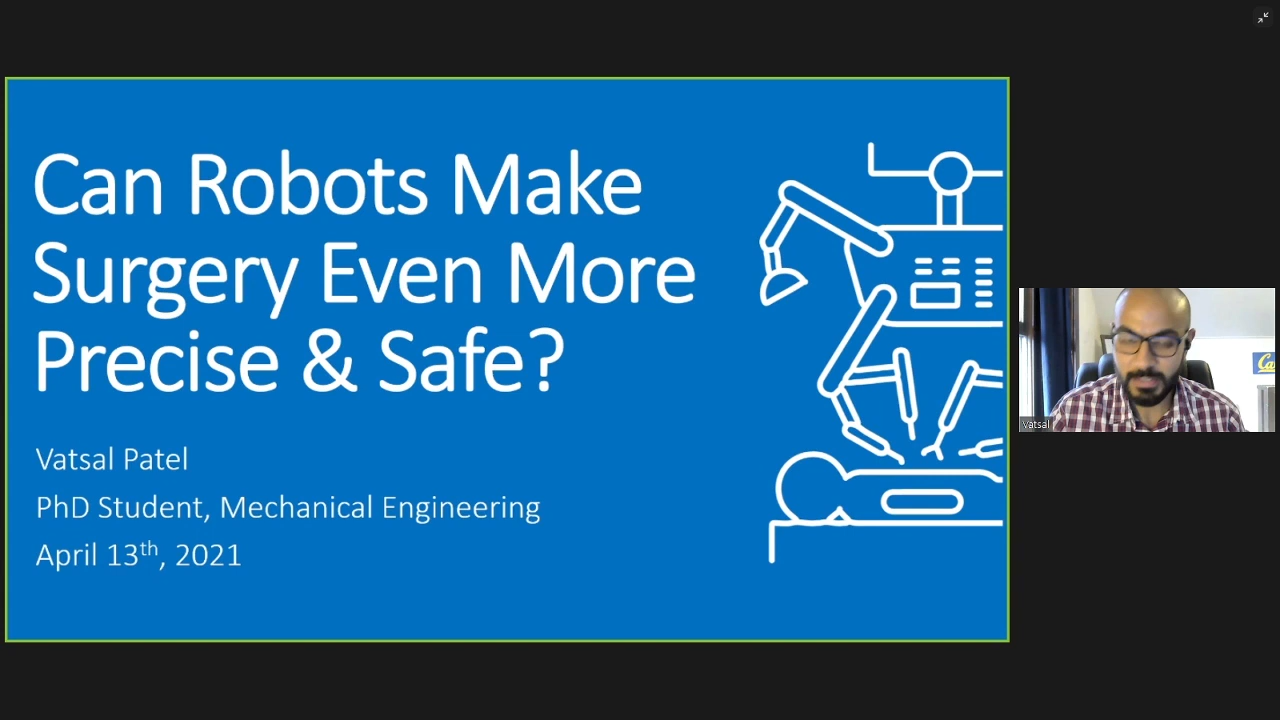 Can Robots Make
Surgery Even More
Precise & Safe?
Vatsal Patel
PhD Student, Mechanical Engineering
April 13th, 2021
Vatsal